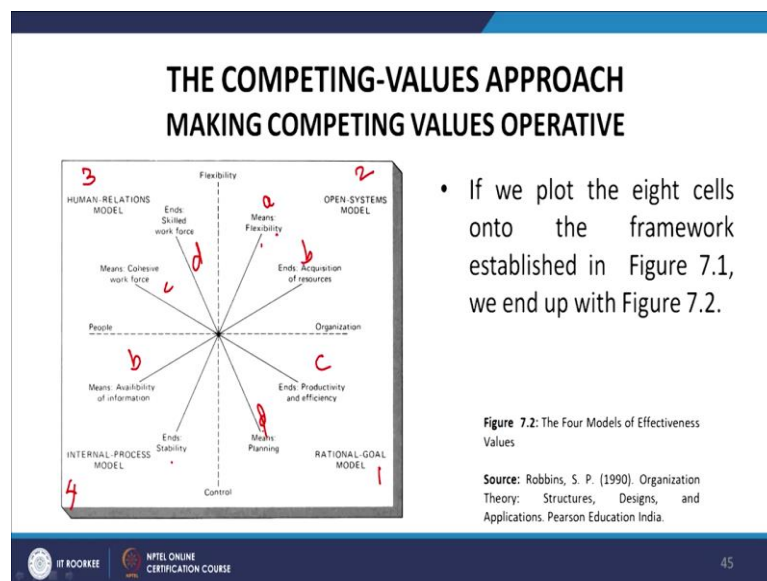 THE COMPETING-VALUES APPROACH
MAKING COMPETING VALUES OPERATIVE
3
Flexibility
2
HUMAN-RELATIONS
MODEL
Ends:
Skilled
work force
a
Means:
Flexibility
OPEN-SYSTEMS
MODEL
d
b
Means: Cohesive
work force
c
Ends: Acquisition
of resources
People
Organization
b
c
Means: Availibility
of information
Ends: Productivity
and efficiency
Ends:
Stability
Means:
Planning
INTERNAL-PROCESS
MODEL
RATIONAL-GOAL
MODEL
4
Control
1
• If we plot the eight cells
onto the framework
established in Figure 7.1,
we end up with Figure 7.2.
Figure 7.2: The Four Models of Effectiveness
Values
Source: Robbins, S. P. (1990). Organization
Theory: Structures, Designs, and
Applications. Pearson Education India.
IIT ROORKEE
NPTEL ONLINE
CERTIFICATION COURSE
45